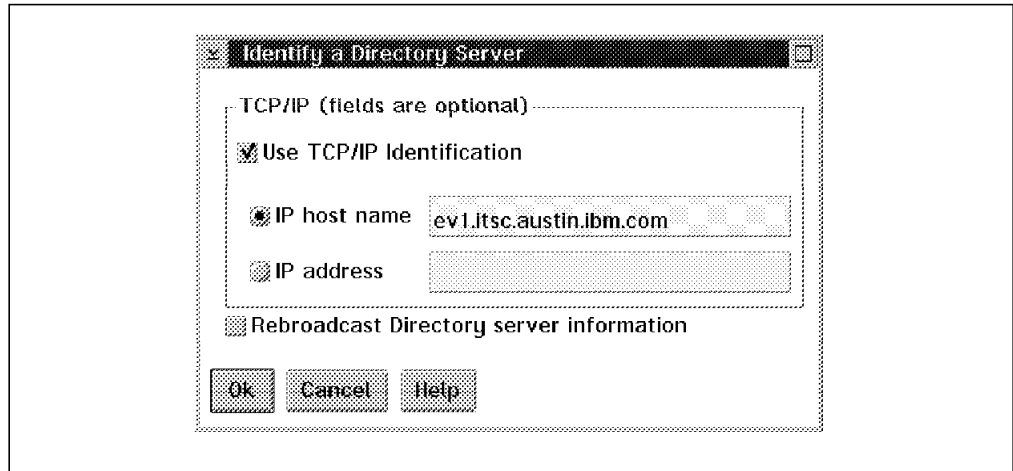 Identify a Directory Server
TCP/IP (fields are optional)
Use TCP/IP Identification
IP host name ev1.itsc.austin.ibm.com
IP address
Rebroadcast Directory server information
Ok Cancel Help